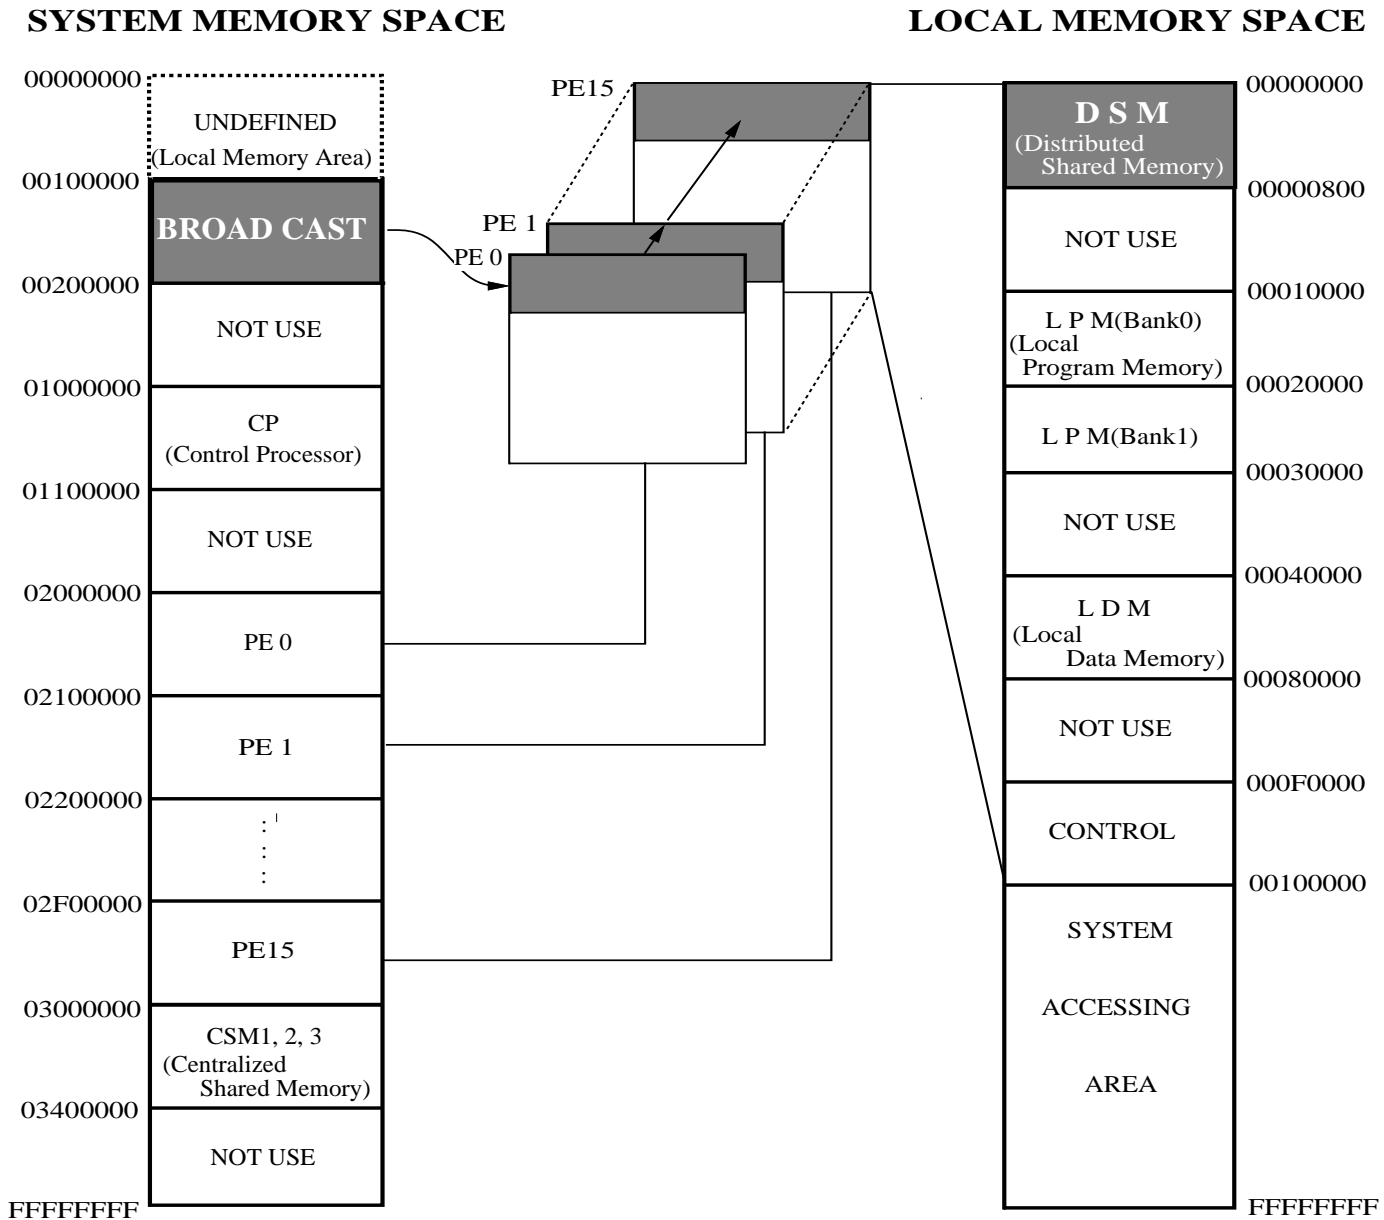 SYSTEM MEMORY SPACE
00000000
UNDEFINED
(Local Memory Area)
00100000
BROAD CAST
00200000
NOT USE
01000000
CP
(Control Processor)
01100000
NOT USE
02000000
PE 0
02100000
PE 1
02200000
02F00000
PE15
03000000
CSM1, 2, 3
(Centralized
Shared Memory)
03400000
NOT USE
FFFFFFFF
PE15
PE 1
PE 0
LOCAL MEMORY SPACE
00000000
D S M
(Distributed
Shared Memory)
00000800
NOT USE
00010000
L P M(Bank0)
(Local
Program Memory)
00020000
L P M(Bank1)
00030000
NOT USE
00040000
L D M
(Local
Data Memory)
00080000
NOT USE
000F0000
CONTROL
00100000
SYSTEM
ACCESSING
AREA
FFFFFFFF